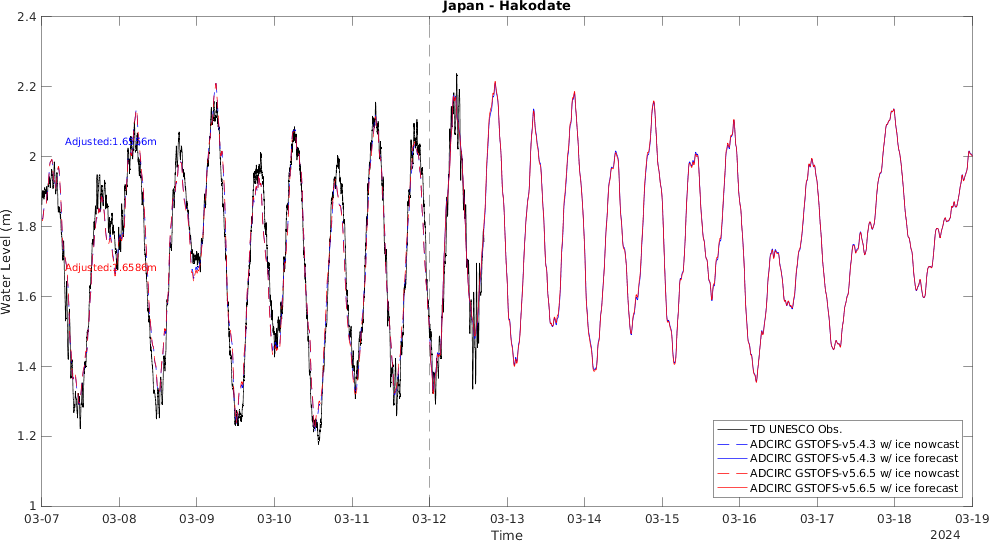 Japan - Hakodate
2.4
2.2
2
1.8
1.6
1.4
1.2
1
Water Level (m)
Adjusted:1.6566m
Adjusted:1.6586m
TD UNESCO Obs.
ADCIRC GSTOFS-v5.4.3 w/ ice nowcast
ADCIRC GSTOFS-v5.4.3 w/ ice forecast
ADCIRC GSTOFS-v5.6.5 w/ ice nowcast
ADCIRC GSTOFS-v5.6.5 w/ ice forecast
03-07 03-08 03-09 03-10 03-11 03-12 03-13 03-14 03-15 03-16 03-17 03-18 03-19
Time
2024